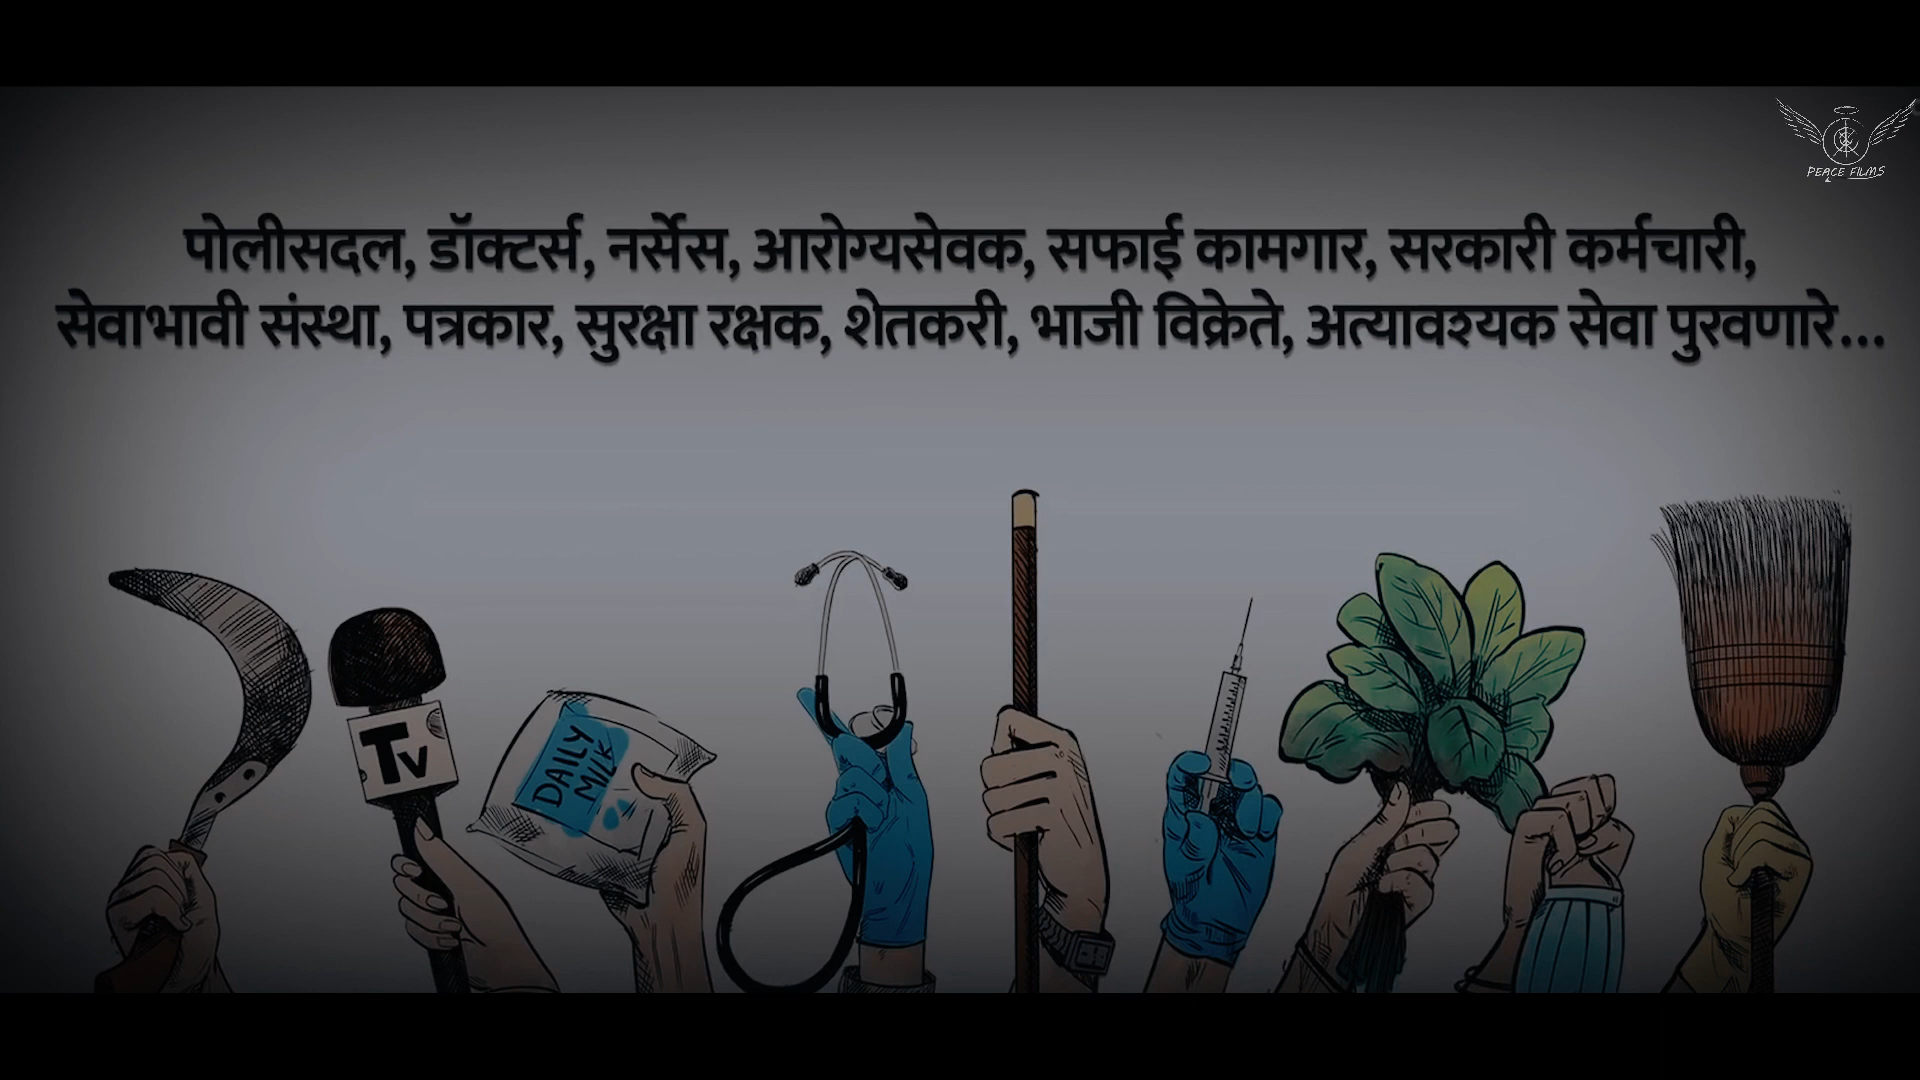 PEACE FILMS
पोलीसदल, डॉक्टर्स, नर्सेस, आरोग्यसेवक, सफाई कामगार, सरकारी कर्मचारी,
सेवाभावी संस्था, पत्रकार, सुरक्षा रक्षक, शेतकरी, भाजी विक्रेते, अत्यावश्यक सेवा पुरवणारे...
TV
DAILY
MILK